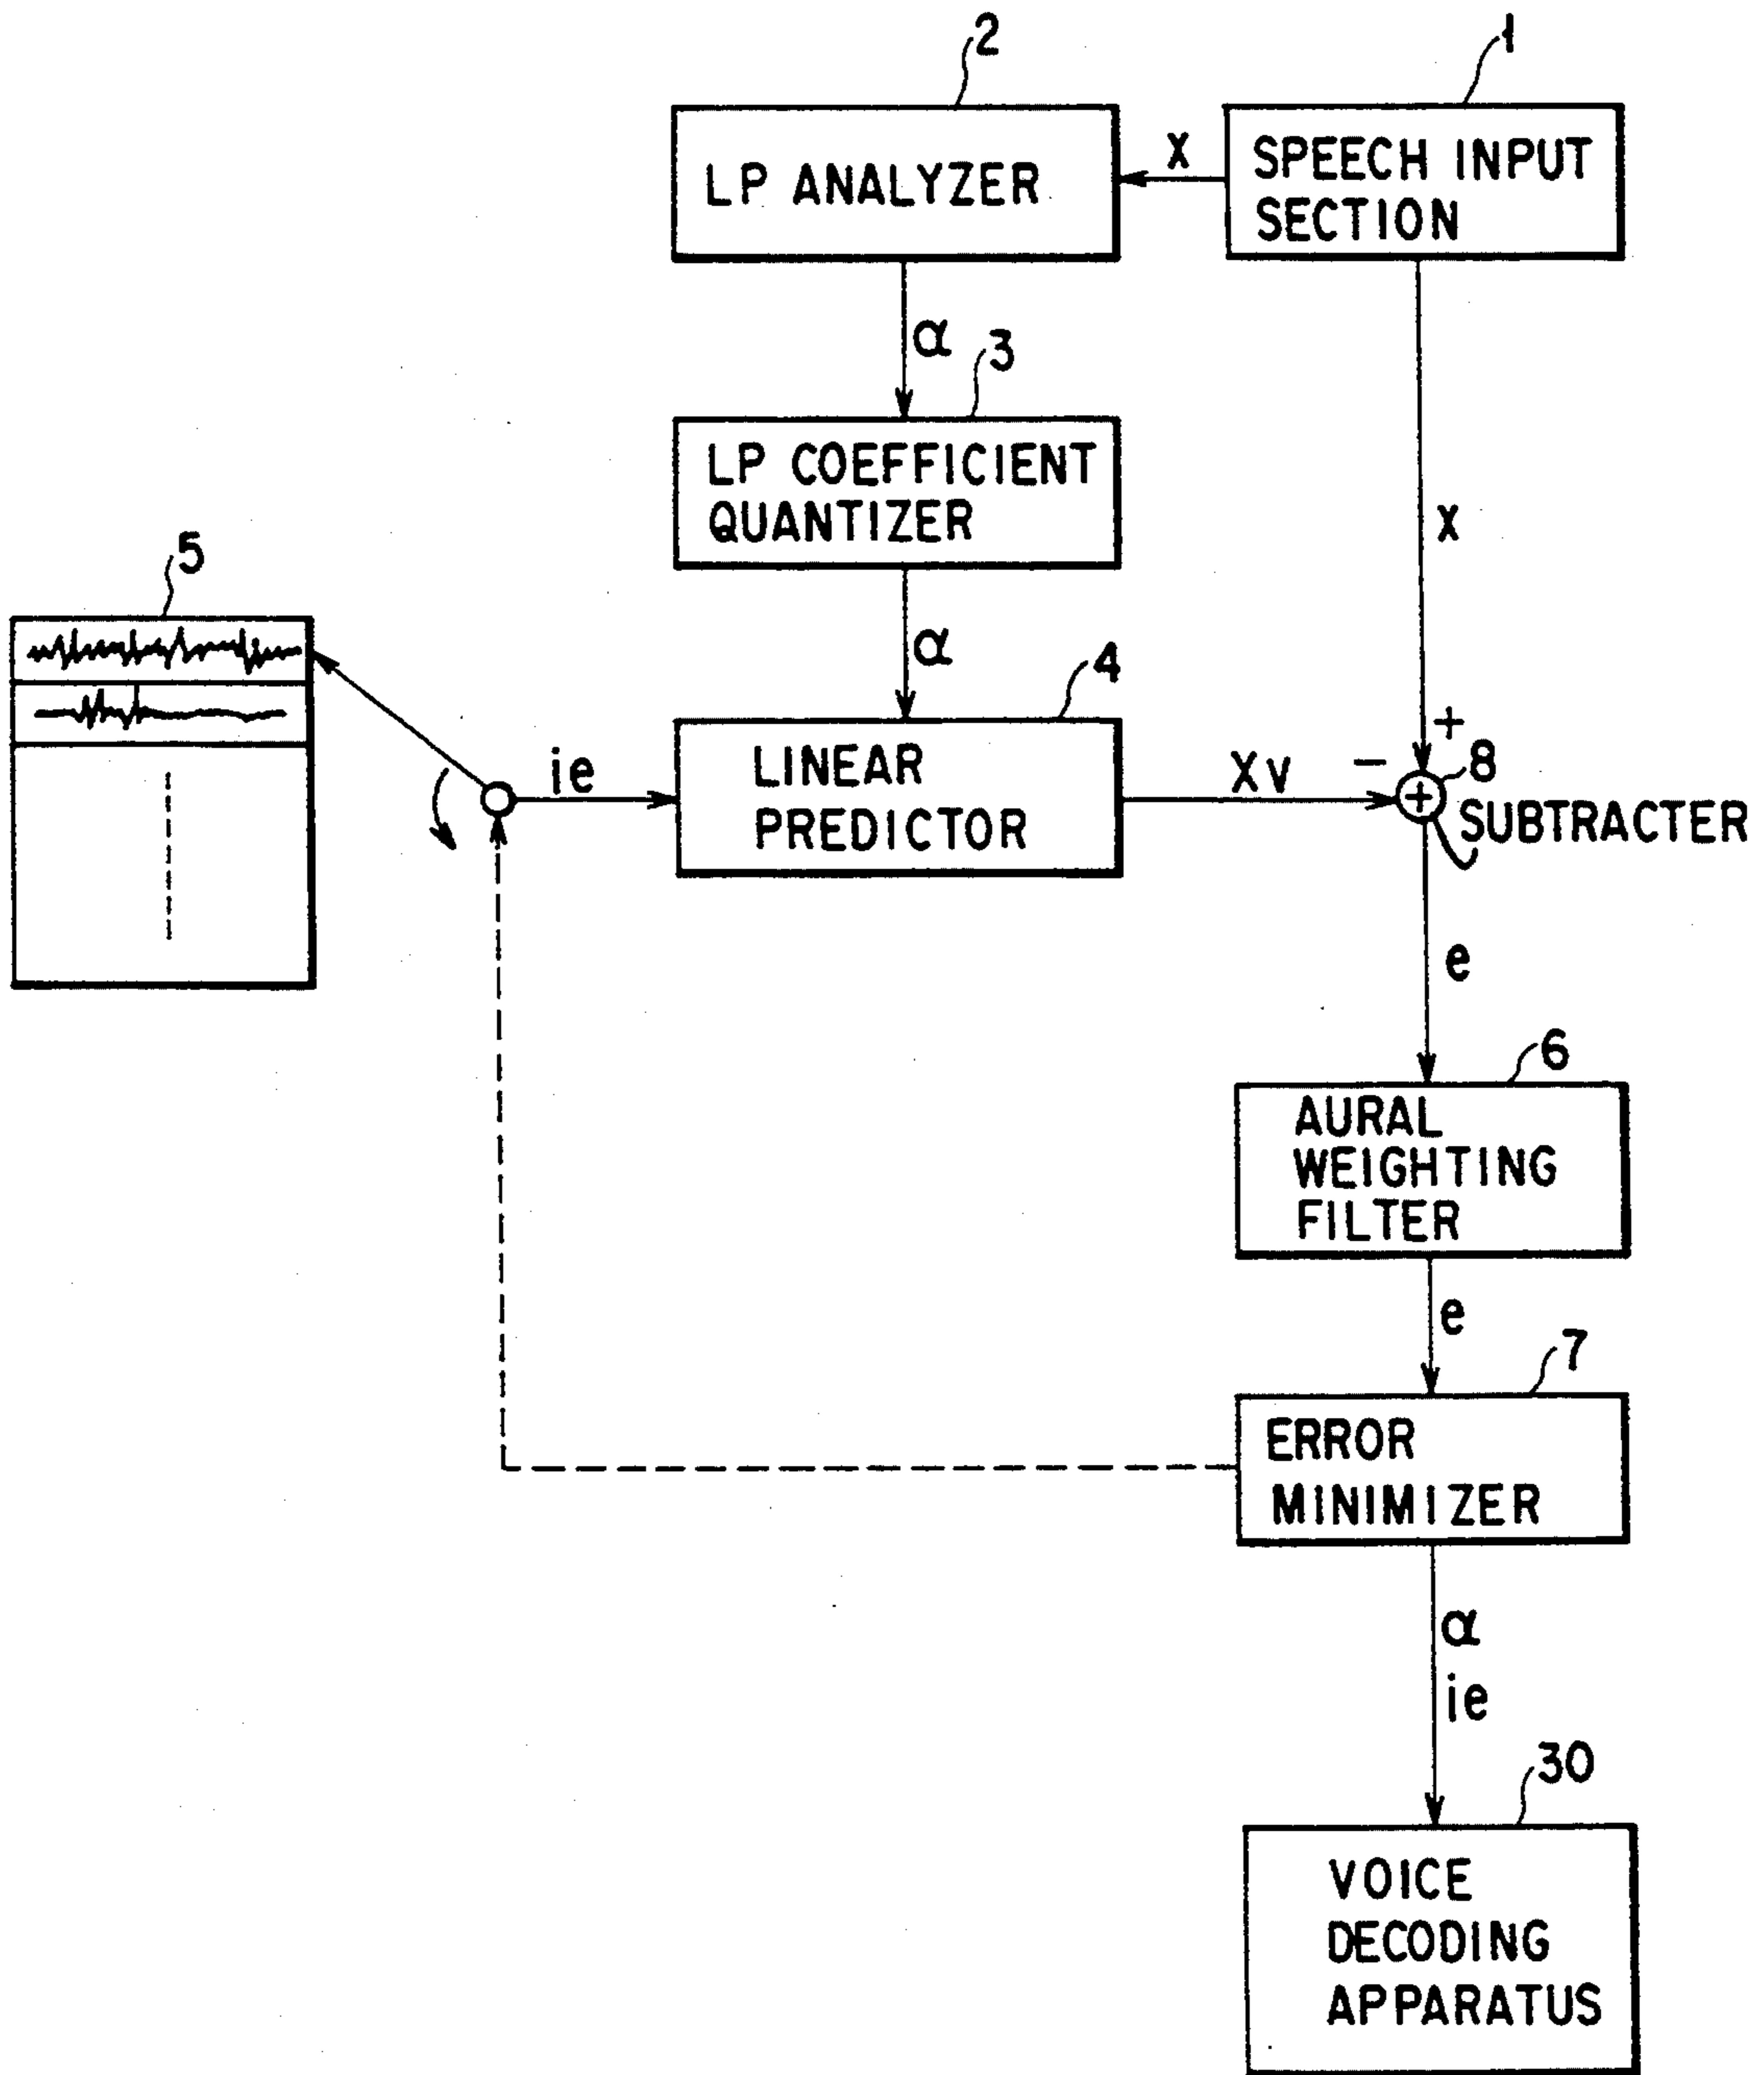 2
1
LP ANALYZER
X
SPEECH INPUT
SECTION
α
3
LP COEFFICIENT
QUANTIZER
X
5
α
4
ie
LINEAR
PREDICTOR
Xv
−
+
8
+
SUBTRACTER
e
6
AURAL
WEIGHTING
FILTER
e
7
ERROR
MINIMIZER
α
ie
30
VOICE
DECODING
APPARATUS